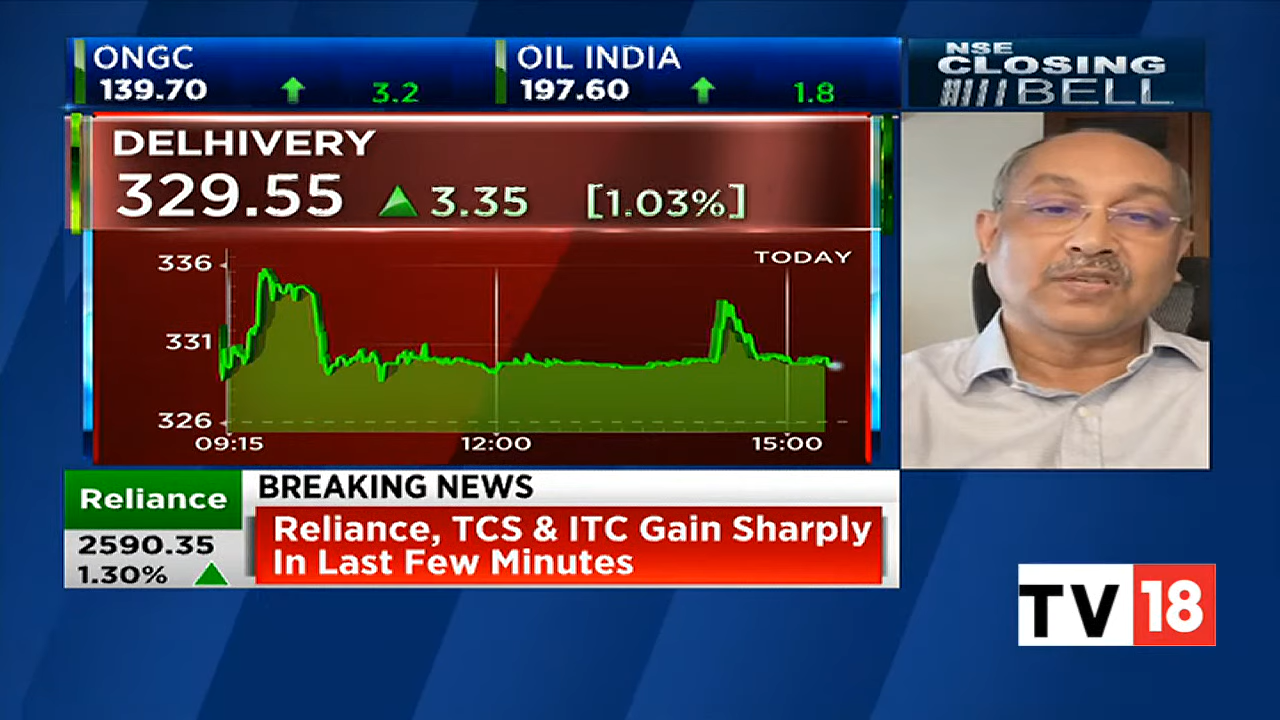 ONGC
139.70 3.2
OIL INDIA
197.60 1.8
NSE
CLOSING
BELL
DELHIVERY
329.55 3.35 [1.03%]
TODAY
336
331
326
09:15 12:00 15:00
Reliance
2590.35
1.30%
BREAKING NEWS
Reliance, TCS & ITC Gain Sharply
In Last Few Minutes
TV18